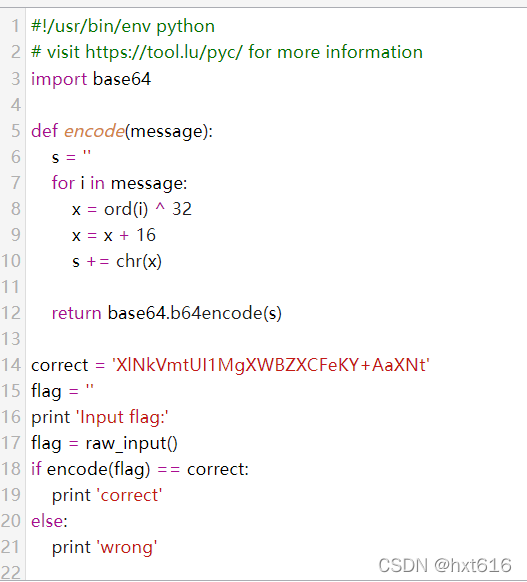 1 #!/usr/bin/env python
2 # visit https://tool.lu/pyc/ for more information
3 import base64
4
5 def encode(message):
6     s = ''
7     for i in message:
8         x = ord(i) ^ 32
9         x = x + 16
10         s += chr(x)
11
12     return base64.b64encode(s)
13
14 correct = 'XlNkVmtUI1MgXWBZXCFeKY+AaXNt'
15 flag = ''
16 print 'Input flag:'
17 flag = raw_input()
18 if encode(flag) == correct:
19     print 'correct'
20 else:
21     print 'wrong'
22
CSDN @hxt616